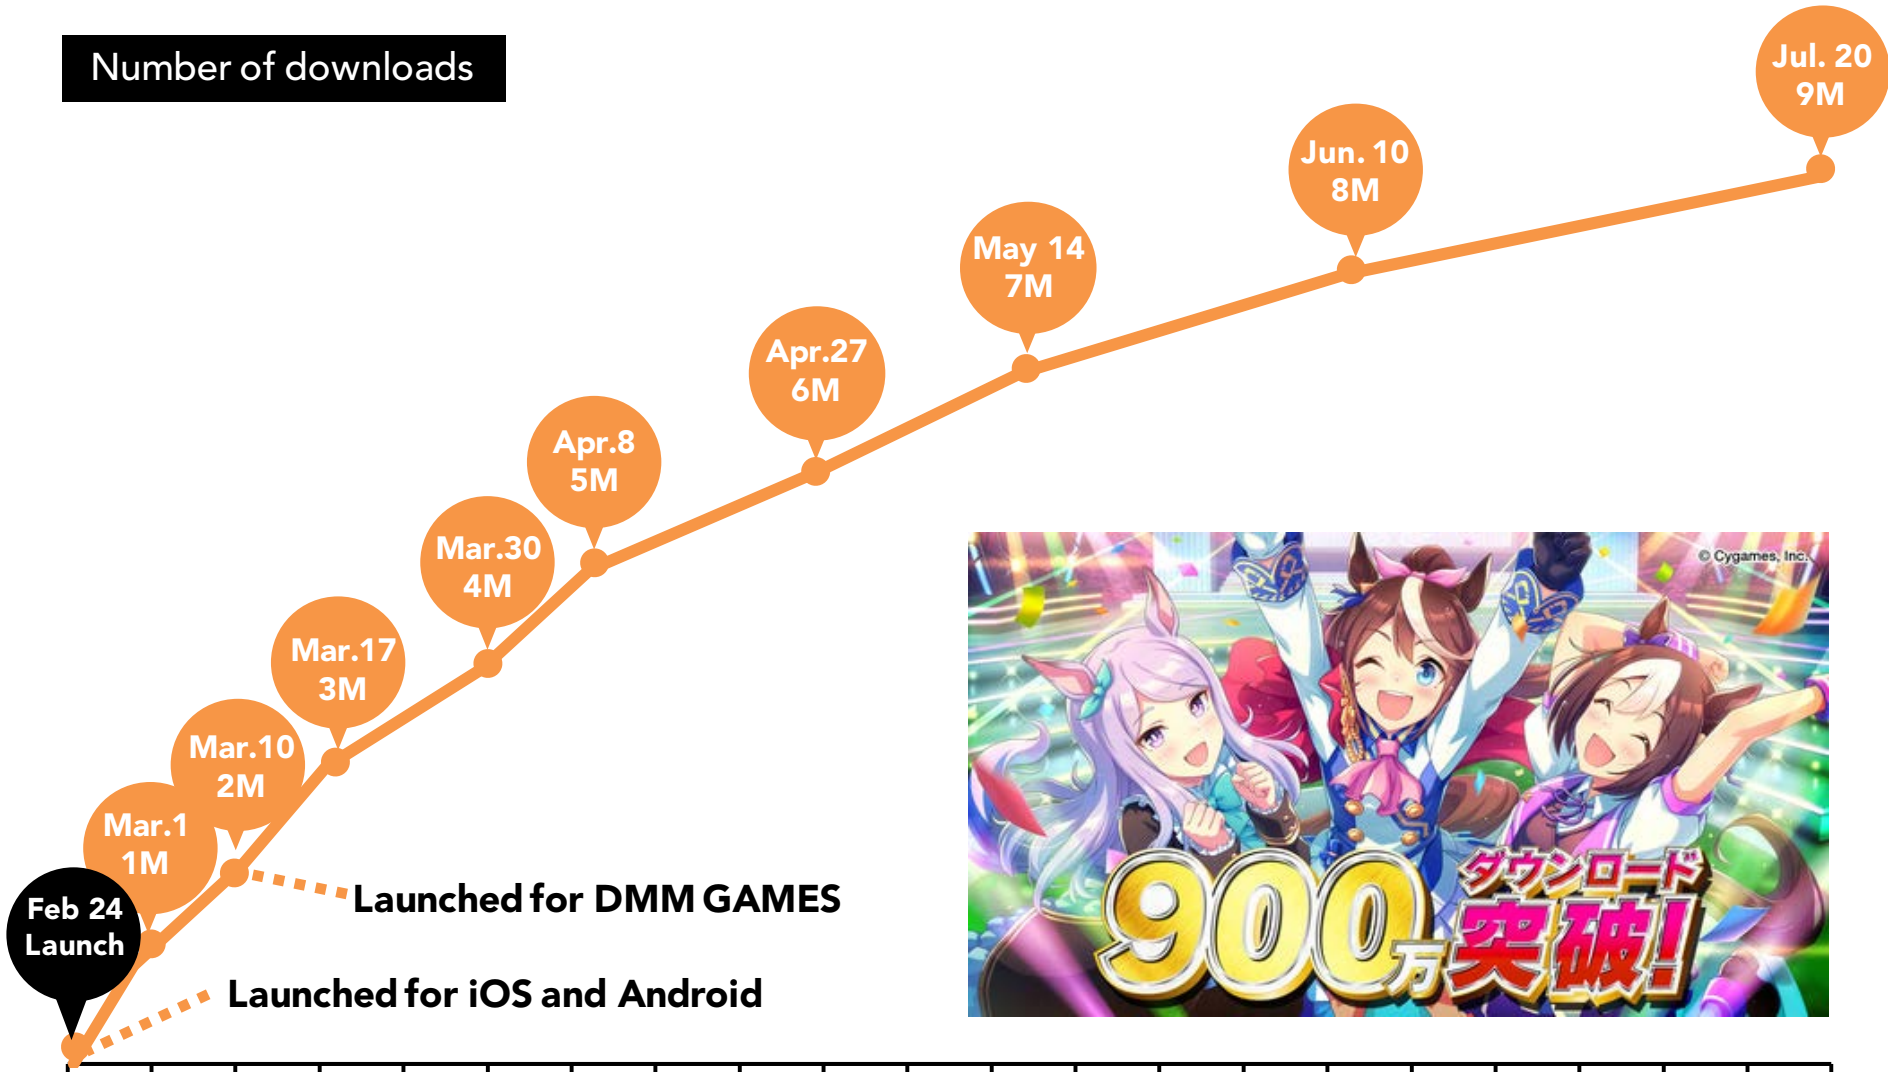 Number of downloads
Jul. 20
9M
Jun. 10
8M
May 14
7M
Apr.27
6M
Apr.8
5M
Mar.30
4M
Mar.17
3M
Mar.10
2M
Mar.1
1M
Feb 24
Launch
Launched for DMM GAMES
Launched for iOS and Android
© Cygames, Inc.
900万
ダウンロード
突破!